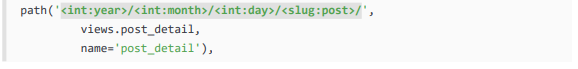 path('<int:year>/<int:month>/<int:day>/<slug:post>/',
views.post_detail,
name='post_detail'),